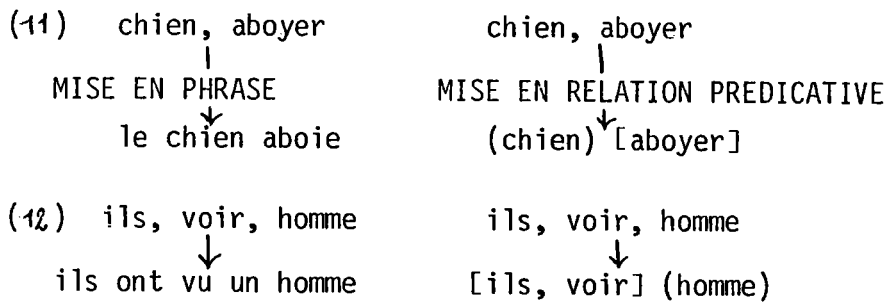 (11) chien, aboyer chien, aboyer
MISE EN PHRASE MISE EN RELATION PREDICATIVE
le chien aboie (chien) [aboyer]
(12) ils, voir, homme ils, voir, homme
ils ont vu un homme [ils, voir] (homme)